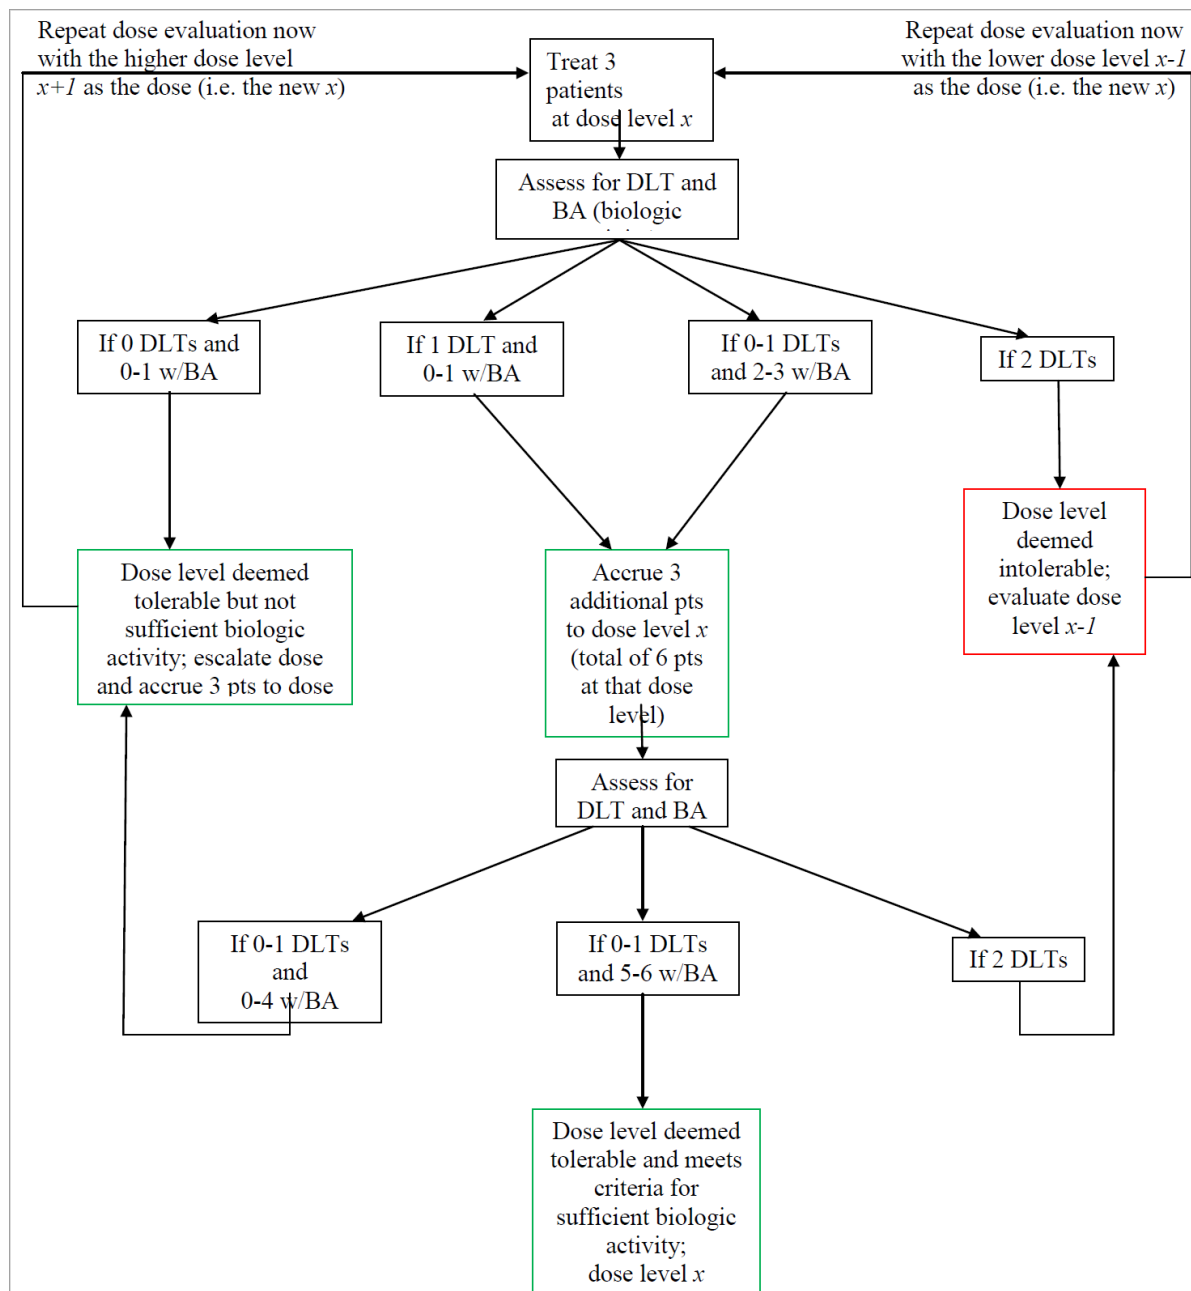 Repeat dose evaluation now
with the higher dose level
x+1 as the dose (i.e. the new x)
Repeat dose evaluation now
with the lower dose level x-1
as the dose (i.e. the new x)
Treat 3
patients
at dose level x
Assess for DLT and
BA (biologic
If 0 DLTs and
0-1 w/BA
If 1 DLT and
0-1 w/BA
If 0-1 DLTs
and 2-3 w/BA
If 2 DLTs
Dose level
deemed
intolerable;
evaluate dose
level x-1
Dose level deemed
tolerable but not
sufficient biologic
activity; escalate dose
and accrue 3 pts to dose
Accrue 3
additional pts
to dose level x
(total of 6 pts
at that dose
level)
Assess for
DLT and BA
If 0-1 DLTs
and
0-4 w/BA
If 0-1 DLTs
and 5-6 w/BA
If 2 DLTs
Dose level deemed
tolerable and meets
criteria for
sufficient biologic
activity;
dose level x